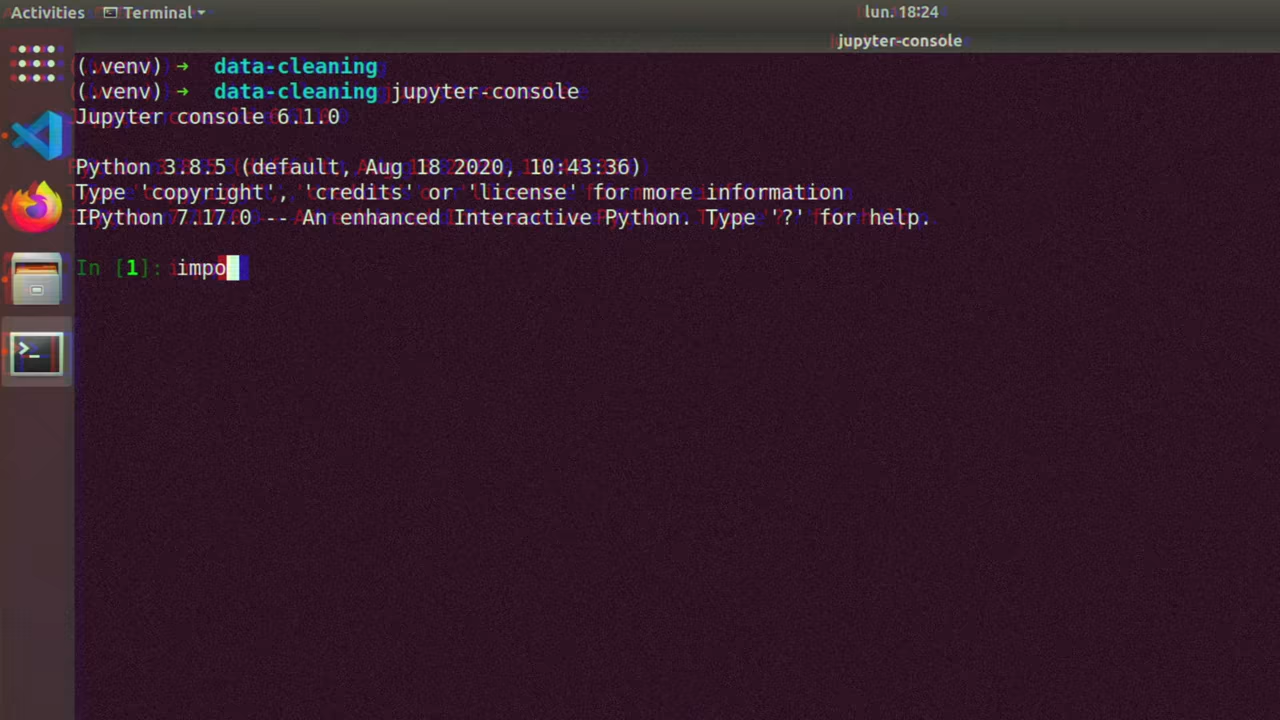 Activities Terminal lun. 18:24
jupyter-console
(.venv) → data-cleaning
(.venv) → data-cleaning jupyter-console
Jupyter console 6.1.0
Python 3.8.5 (default, Aug 18 2020, 10:43:36)
Type 'copyright', 'credits' or 'license' for more information
IPython 7.17.0 -- An enhanced Interactive Python. Type '?' for help.
In [1]: impo